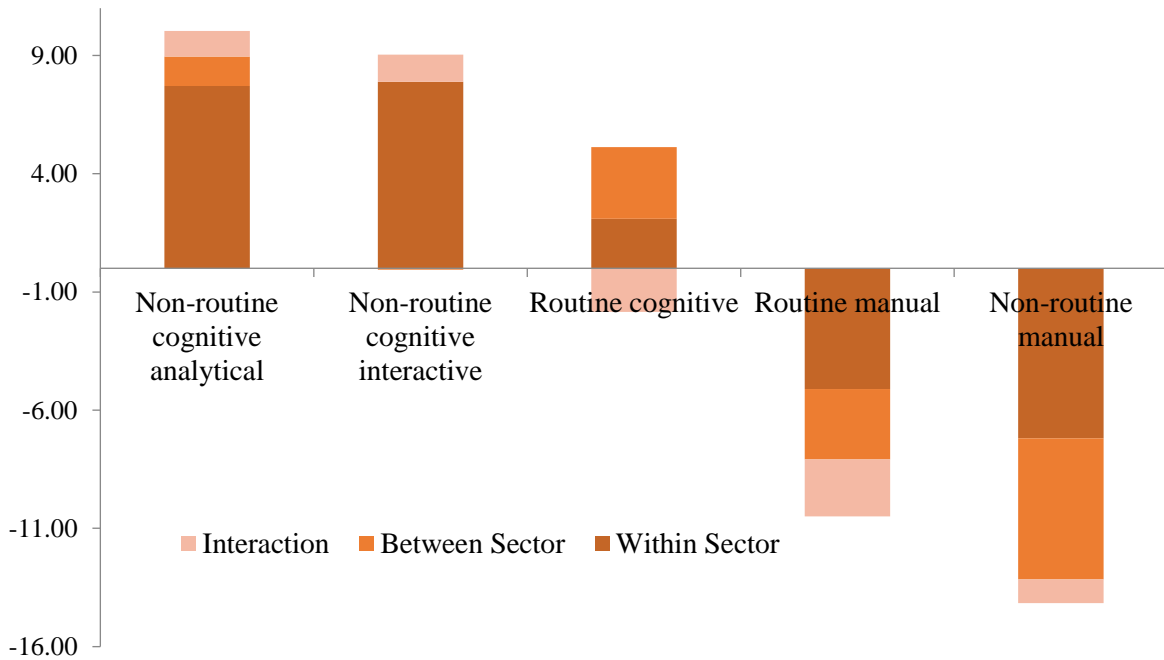 9.00
4.00
-1.00
-6.00
-11.00
-16.00
Non-routine
cognitive
analytical
Non-routine
cognitive
interactive
Routine cognitive
Routine manual
Non-routine
manual
Interaction
Between Sector
Within Sector